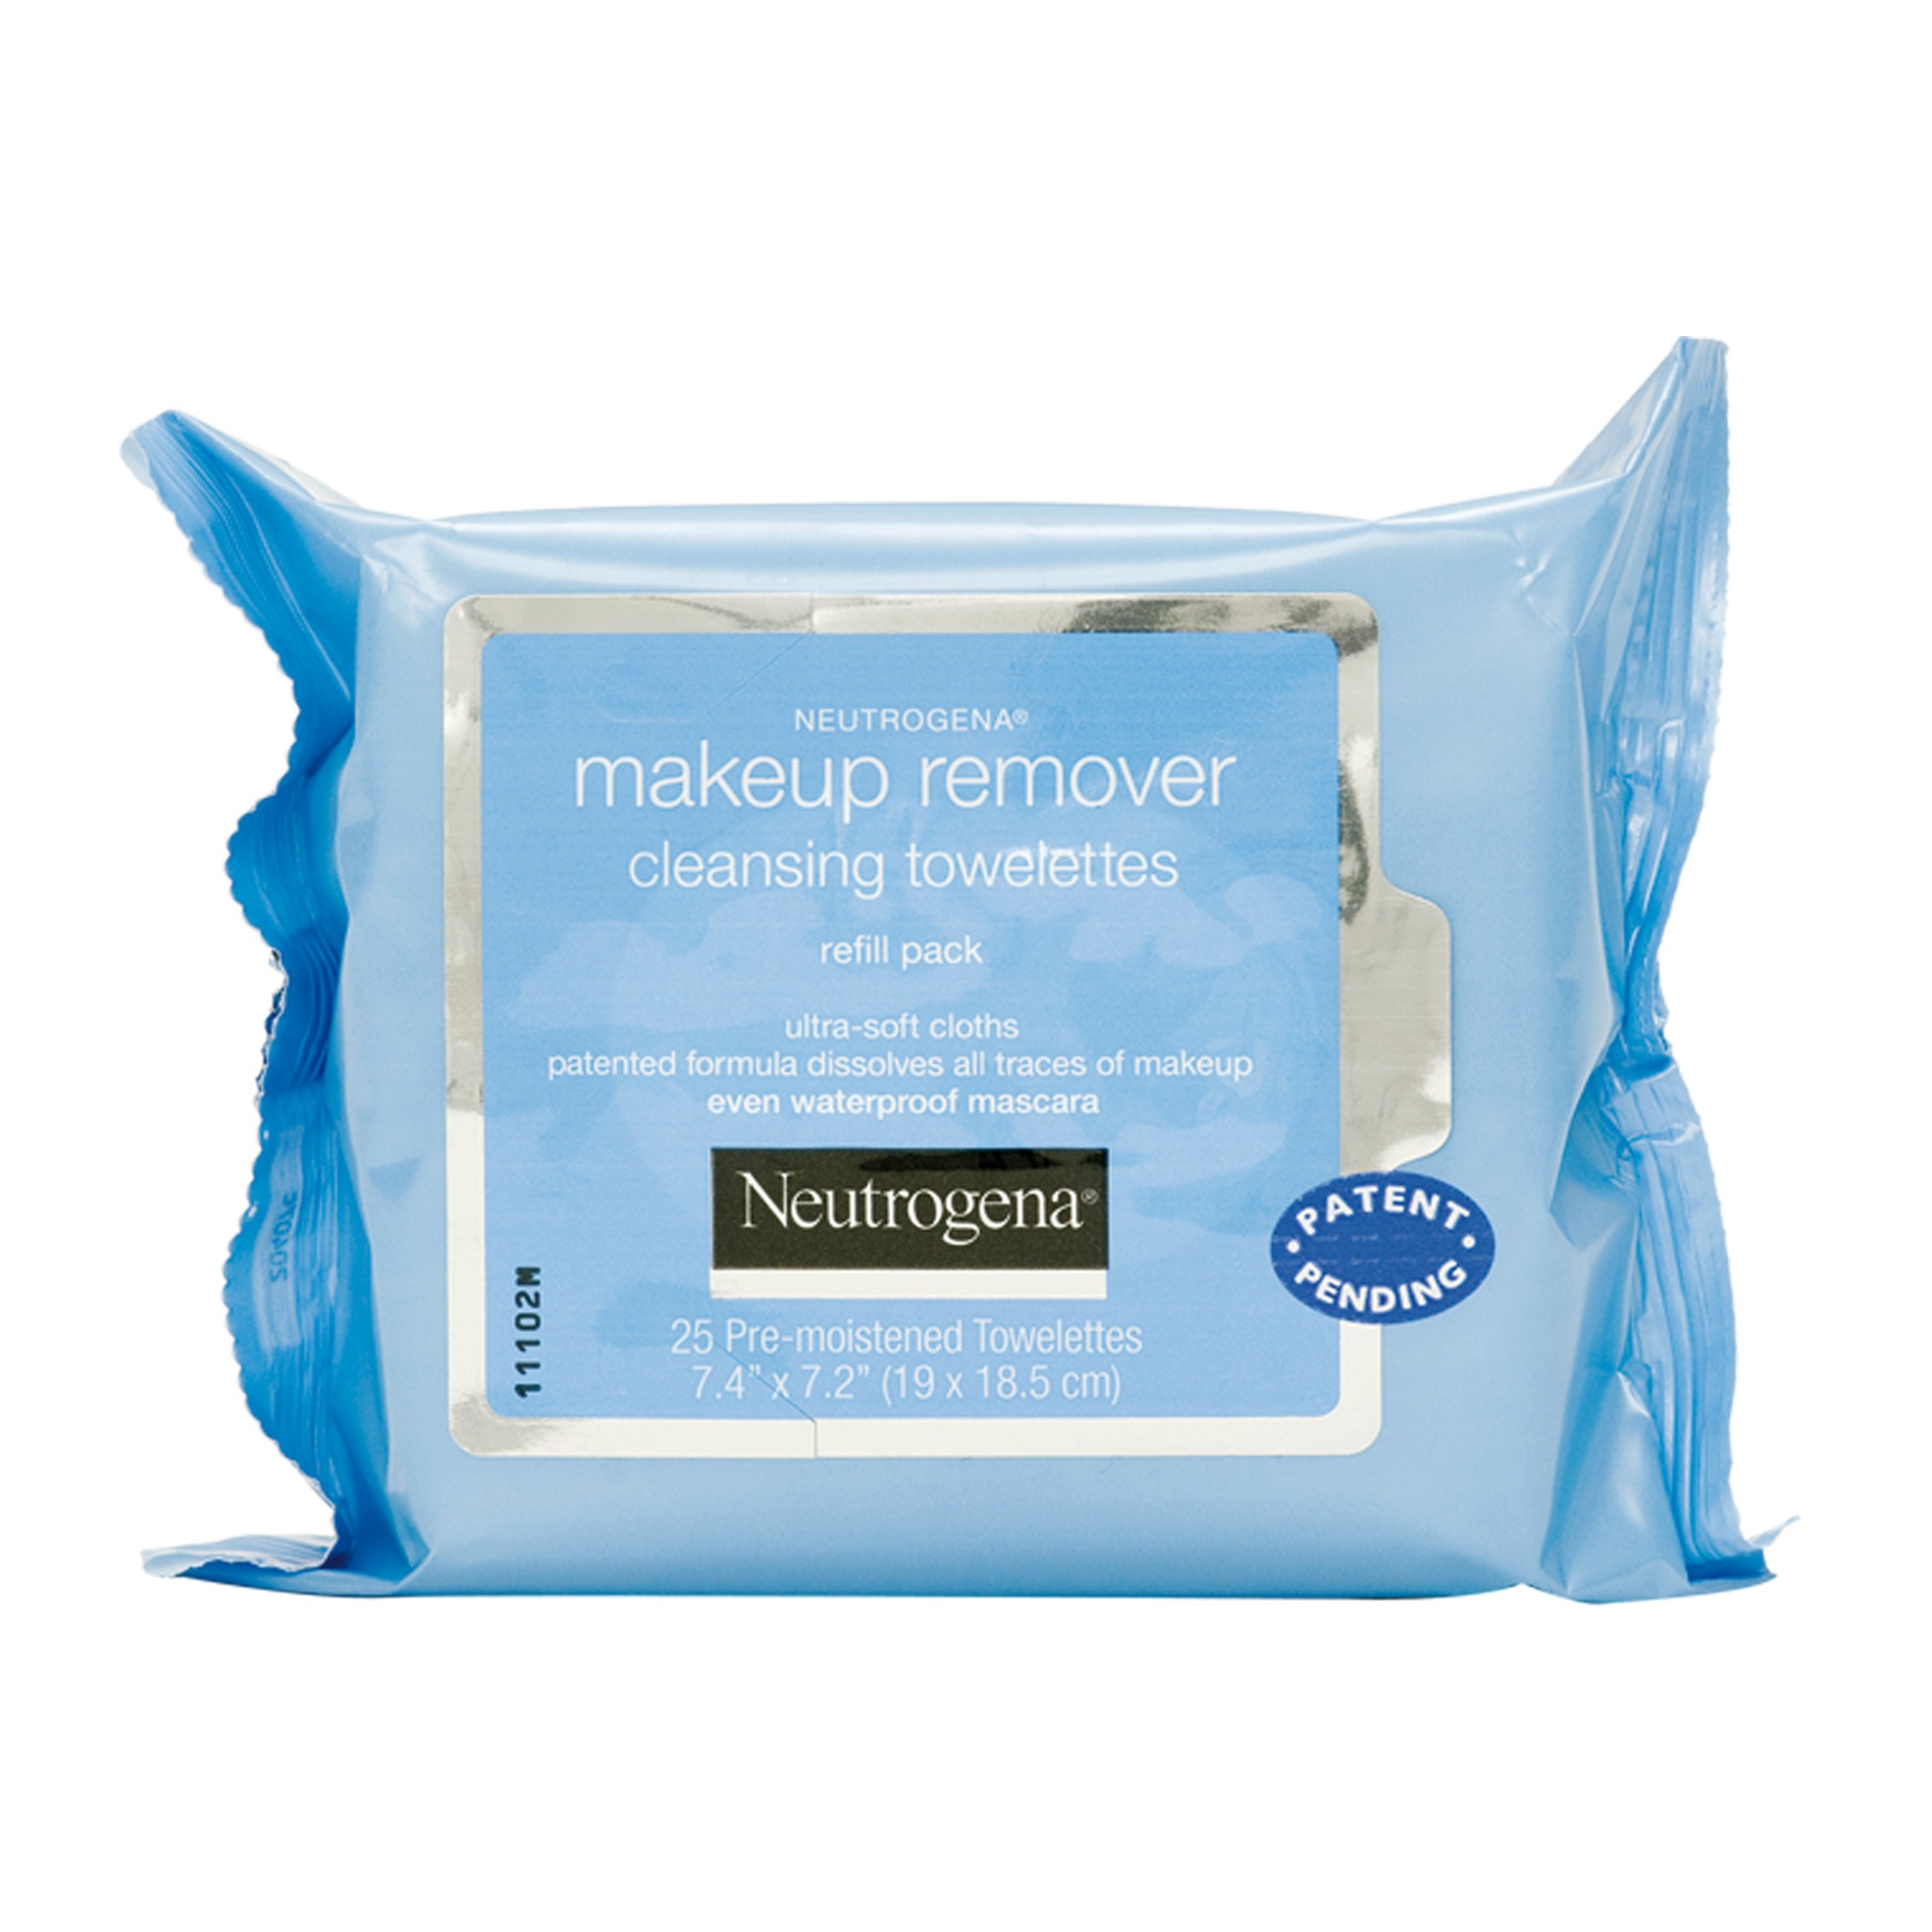 NEUTROGENA®
makeup remover
cleansing towelettes
refill pack
ultra-soft cloths
patented formula dissolves all traces of makeup
even waterproof mascara
Neutrogena®
25 Pre-moistened Towelettes
7.4” x 7.2” (19 x 18.5 cm)
11102M
PATENT
PENDING